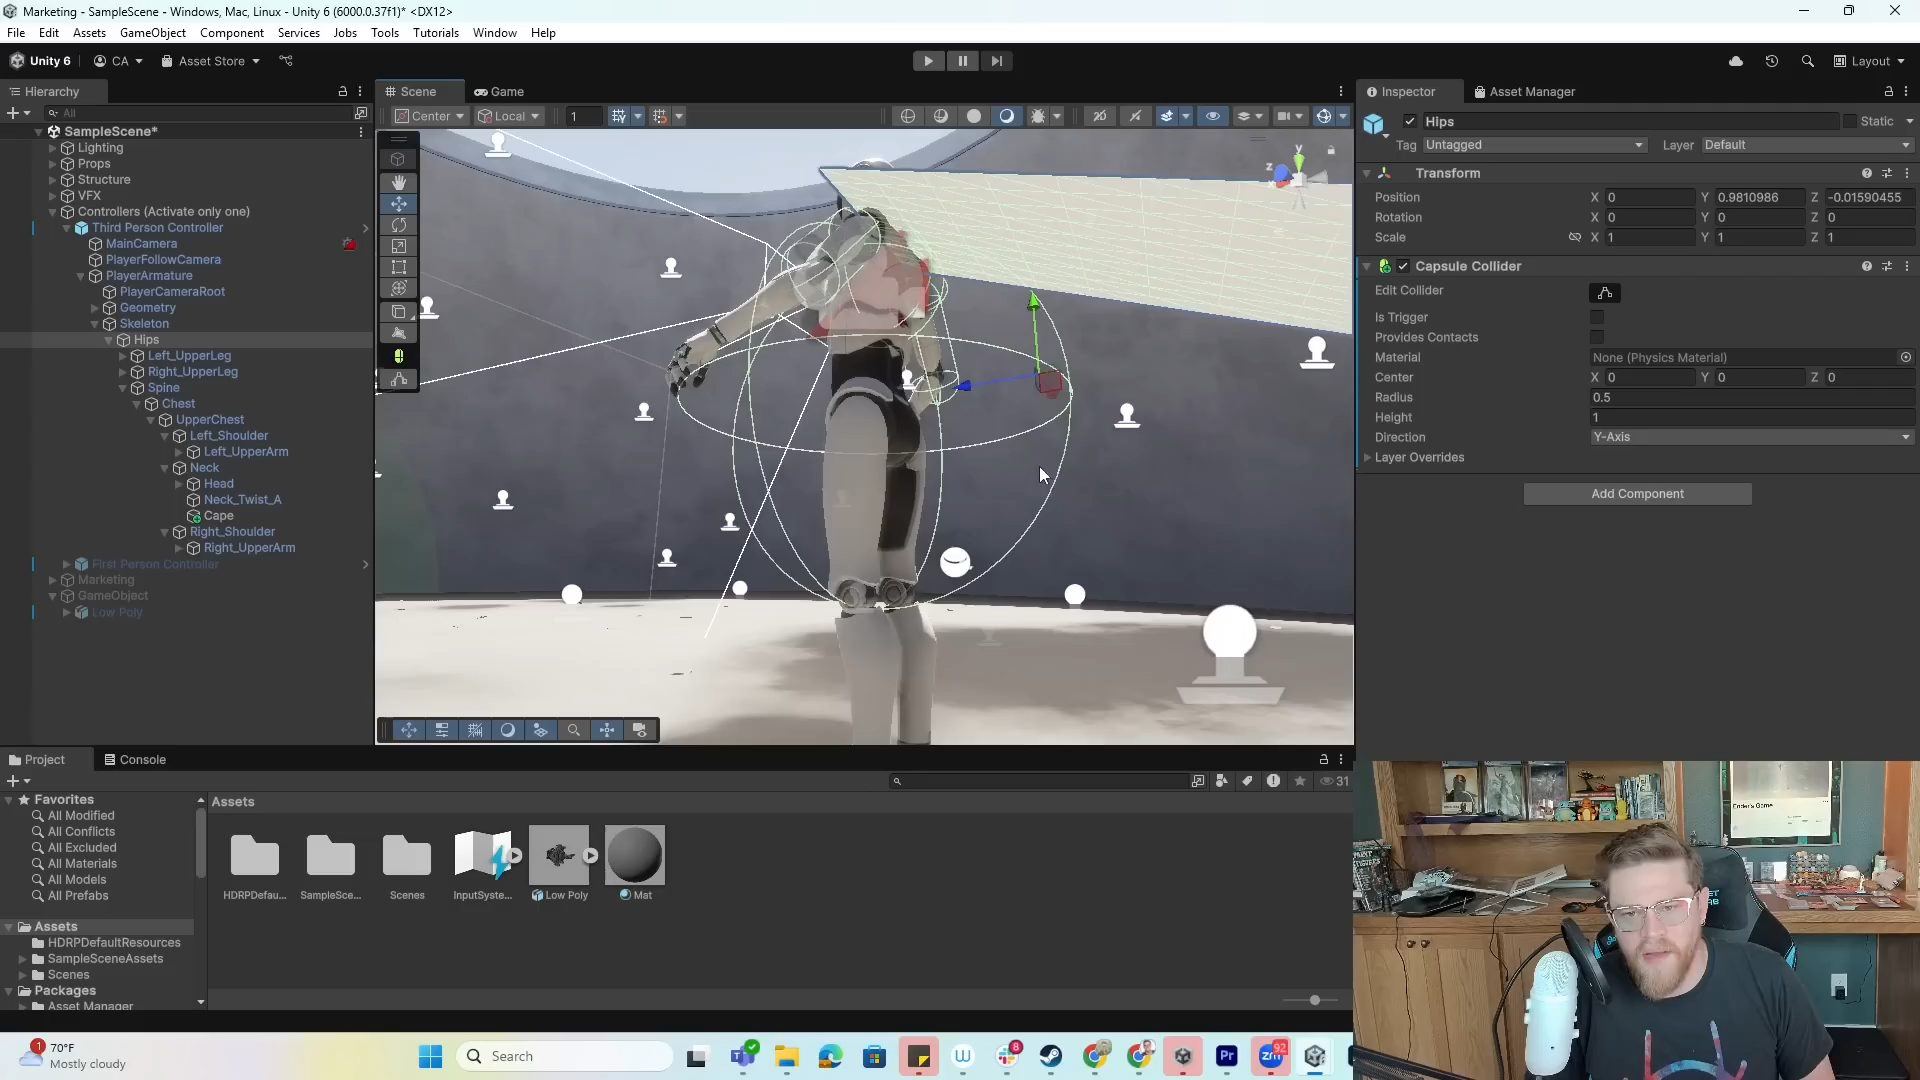 Marketing - SampleScene - Windows, Mac, Linux - Unity 6 (6000.0.37f1)* <DX12>
File Edit Assets GameObject Component Services Jobs Tools Tutorials Window Help
Unity 6 CA Asset Store Layout
Hierarchy
All
SampleScene*
Lighting
Props
Structure
VFX
Controllers (Activate only one)
Third Person Controller
MainCamera
PlayerFollowCamera
PlayerArmature
PlayerCameraRoot
Geometry
Skeleton
Hips
Left_UpperLeg
Right_UpperLeg
Spine
Chest
UpperChest
Left_Shoulder
Left_UpperArm
Neck
Head
Neck_Twist_A
Cape
Right_Shoulder
Right_UpperArm
First Person Controller
Marketing
GameObject
Low Poly
Scene Game
Center Local 1
y
z
x
Inspector Asset Manager
Hips Static
Tag Untagged Layer Default
Transform
Position X 0 Y 0.9810986 Z -0.01590455
Rotation X 0 Y 0 Z 0
Scale X 1 Y 1 Z 1
Capsule Collider
Edit Collider
Is Trigger
Provides Contacts
Material None (Physics Material)
Center X 0 Y 0 Z 0
Radius 0.5
Height 1
Direction Y-Axis
Layer Overrides
Add Component
Project Console
31
Favorites
All Modified
All Conflicts
All Excluded
All Materials
All Models
All Prefabs
Assets
HDRPDefaultResources
SampleSceneAssets
Scenes
Packages
Asset Manager
Assets
HDRPDefau... SampleSce... Scenes InputSyste... Low Poly Mat
Ender's Game
1
70°F
Mostly cloudy
Search
8
Pr
zm
92